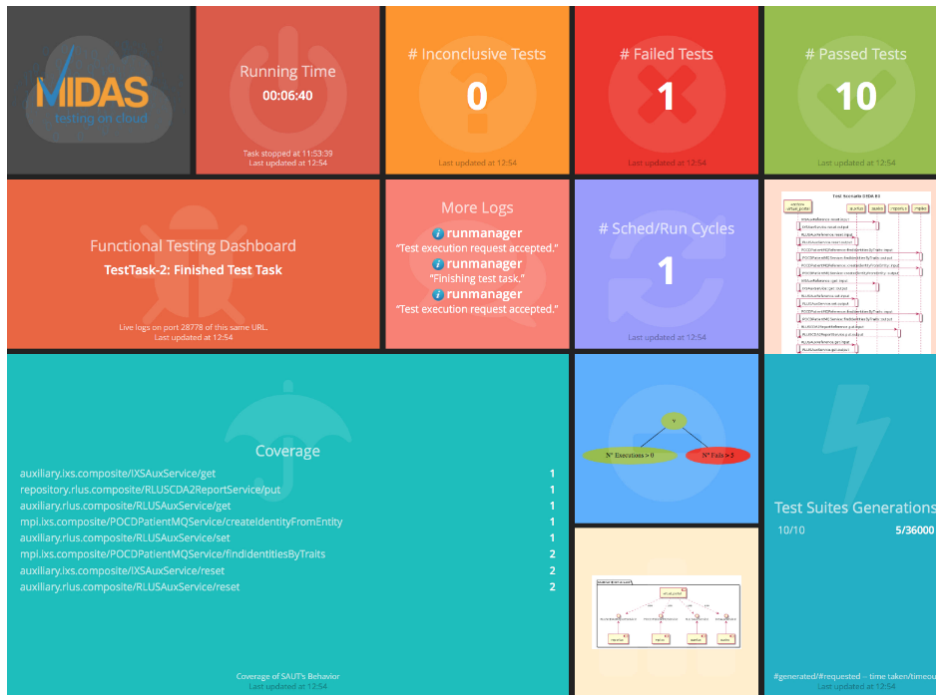 MIDAS
testing on cloud
Running Time
00:06:40
Task stopped at 11:53:39
Last updated at 12:54
# Inconclusive Tests
0
Last updated at 12:54
# Failed Tests
1
Last updated at 12:54
# Passed Tests
10
Last updated at 12:54
Functional Testing Dashboard
TestTask-2: Finished Test Task
Live logs on port 28778 of this same URL.
Last updated at 12:54
More Logs
runmanager
“Test execution request accepted.”
runmanager
“Finishing test task.”
runmanager
“Test execution request accepted.”
# Sched/Run Cycles
1
Last updated at 12:54
Coverage
auxiliary.ixs.composite/IXSAuxService/get 1
repository.rlus.composite/RLUSCDA2ReportService/put 1
auxiliary.rlus.composite/RLUSAuxService/get 1
mpi.ixs.composite/POCDPatientMQService/createIdentityFromEntity 1
auxiliary.rlus.composite/RLUSAuxService/set 1
mpi.ixs.composite/POCDPatientMQService/findIdentitiesByTraits 2
auxiliary.ixs.composite/IXSAuxService/reset 2
auxiliary.rlus.composite/RLUSAuxService/reset 2
Coverage of SAUT's Behavior
Last updated at 12:54
N° Executions > 0
N° Fails > 3
Test Suites Generations
10/10 5/36000
#generated/#requested -- time taken/timeou
Last updated at 12:54